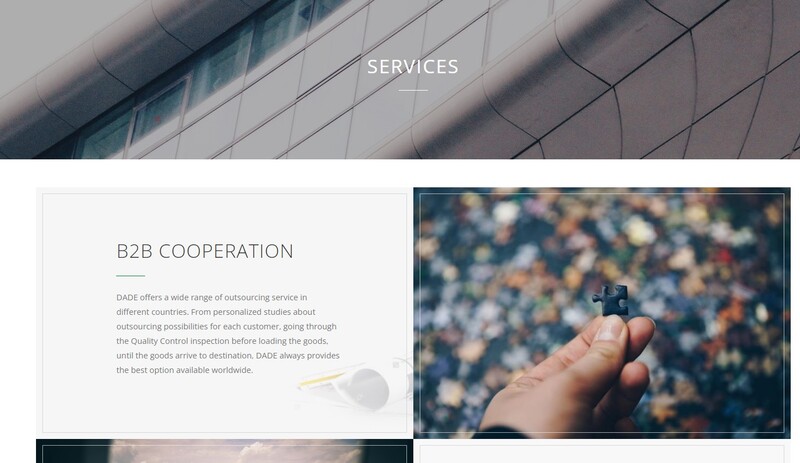 SERVICES
B2B COOPERATION
DADE offers a wide range of outsourcing service in
different countries. From personalized studies about
outsourcing possibilities for each customer, going through
the Quality Control inspection before loading the goods,
until the goods arrive to destination, DADE always provides
the best option available worldwide.